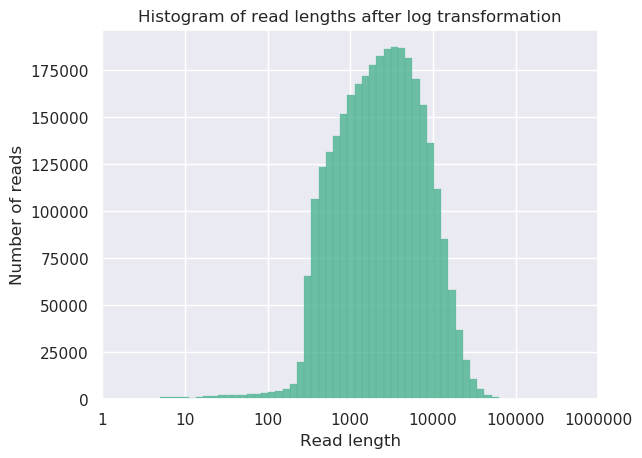 Histogram of read lengths after log transformation
Number of reads
175000
150000
125000
100000
75000
50000
25000
0
1 10 100 1000 10000 100000 1000000
Read length